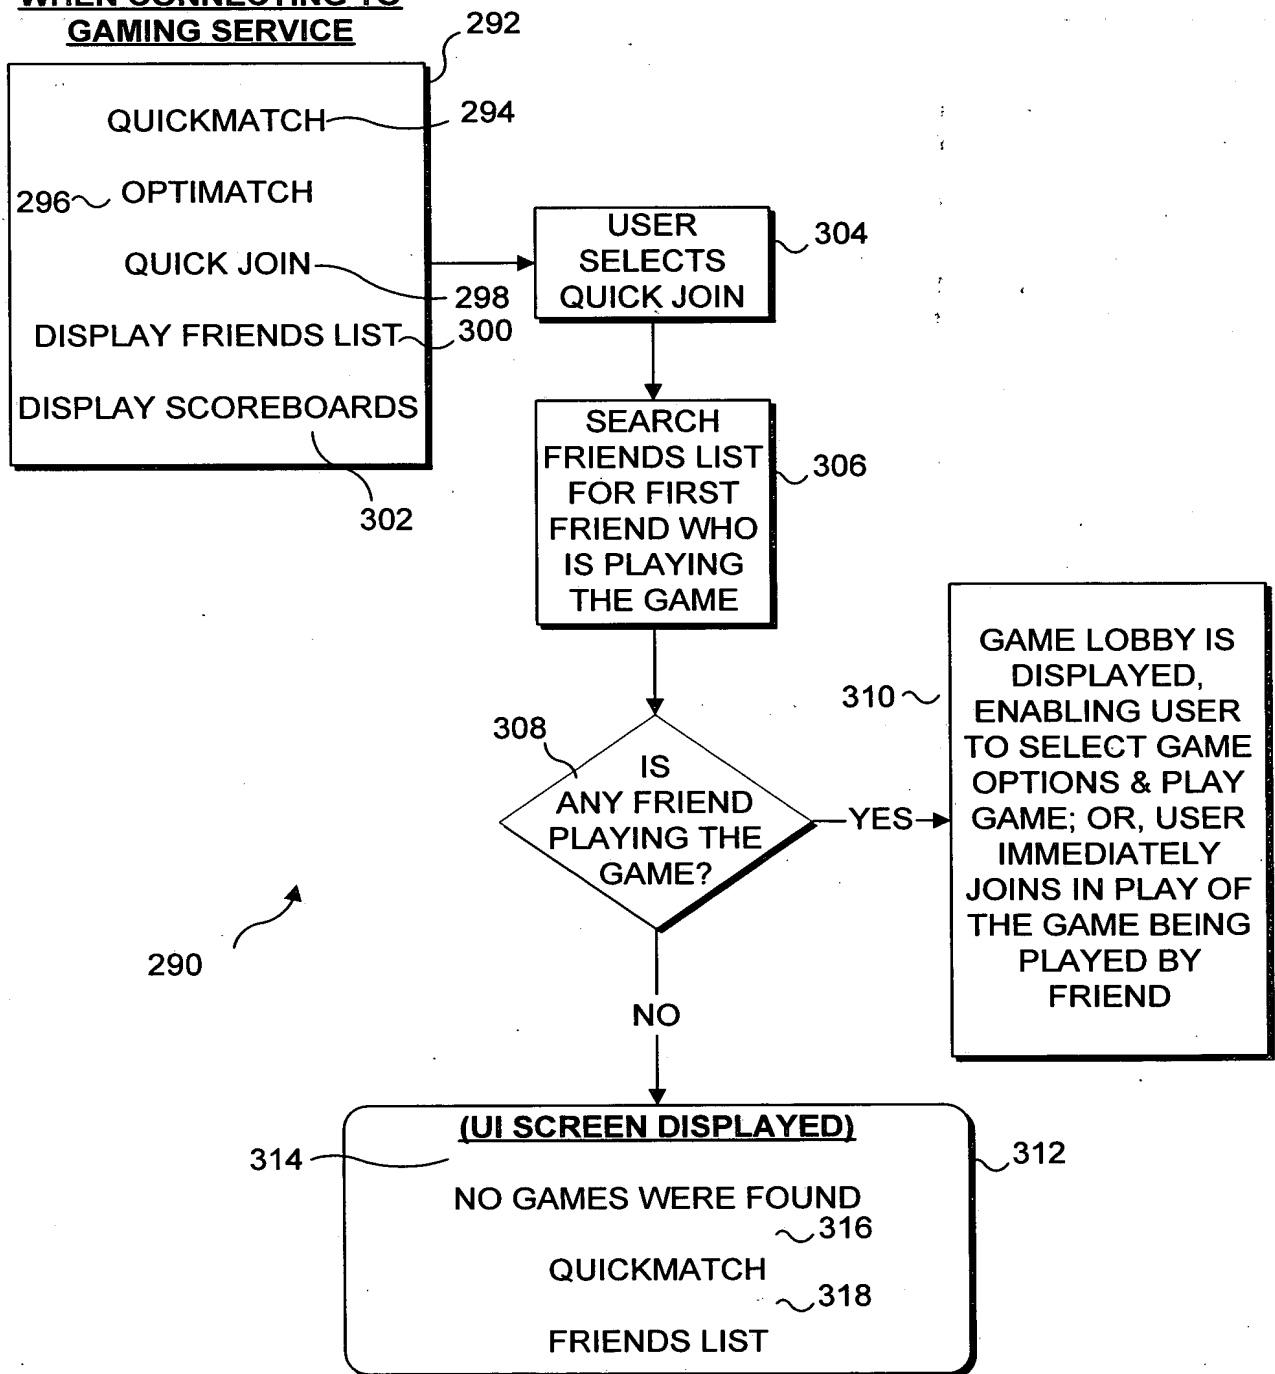 WHEN CONNECTING TO
GAMING SERVICE
292
QUICKMATCH
294
296
OPTIMATCH
QUICK JOIN
298
DISPLAY FRIENDS LIST
300
DISPLAY SCOREBOARDS
302
USER
SELECTS
QUICK JOIN
304
SEARCH
FRIENDS LIST
FOR FIRST
FRIEND WHO
IS PLAYING
THE GAME
306
308
IS
ANY FRIEND
PLAYING THE
GAME?
YES
310
GAME LOBBY IS
DISPLAYED,
ENABLING USER
TO SELECT GAME
OPTIONS & PLAY
GAME; OR, USER
IMMEDIATELY
JOINS IN PLAY OF
THE GAME BEING
PLAYED BY
FRIEND
290
NO
(UI SCREEN DISPLAYED)
312
314
NO GAMES WERE FOUND
316
QUICKMATCH
318
FRIENDS LIST